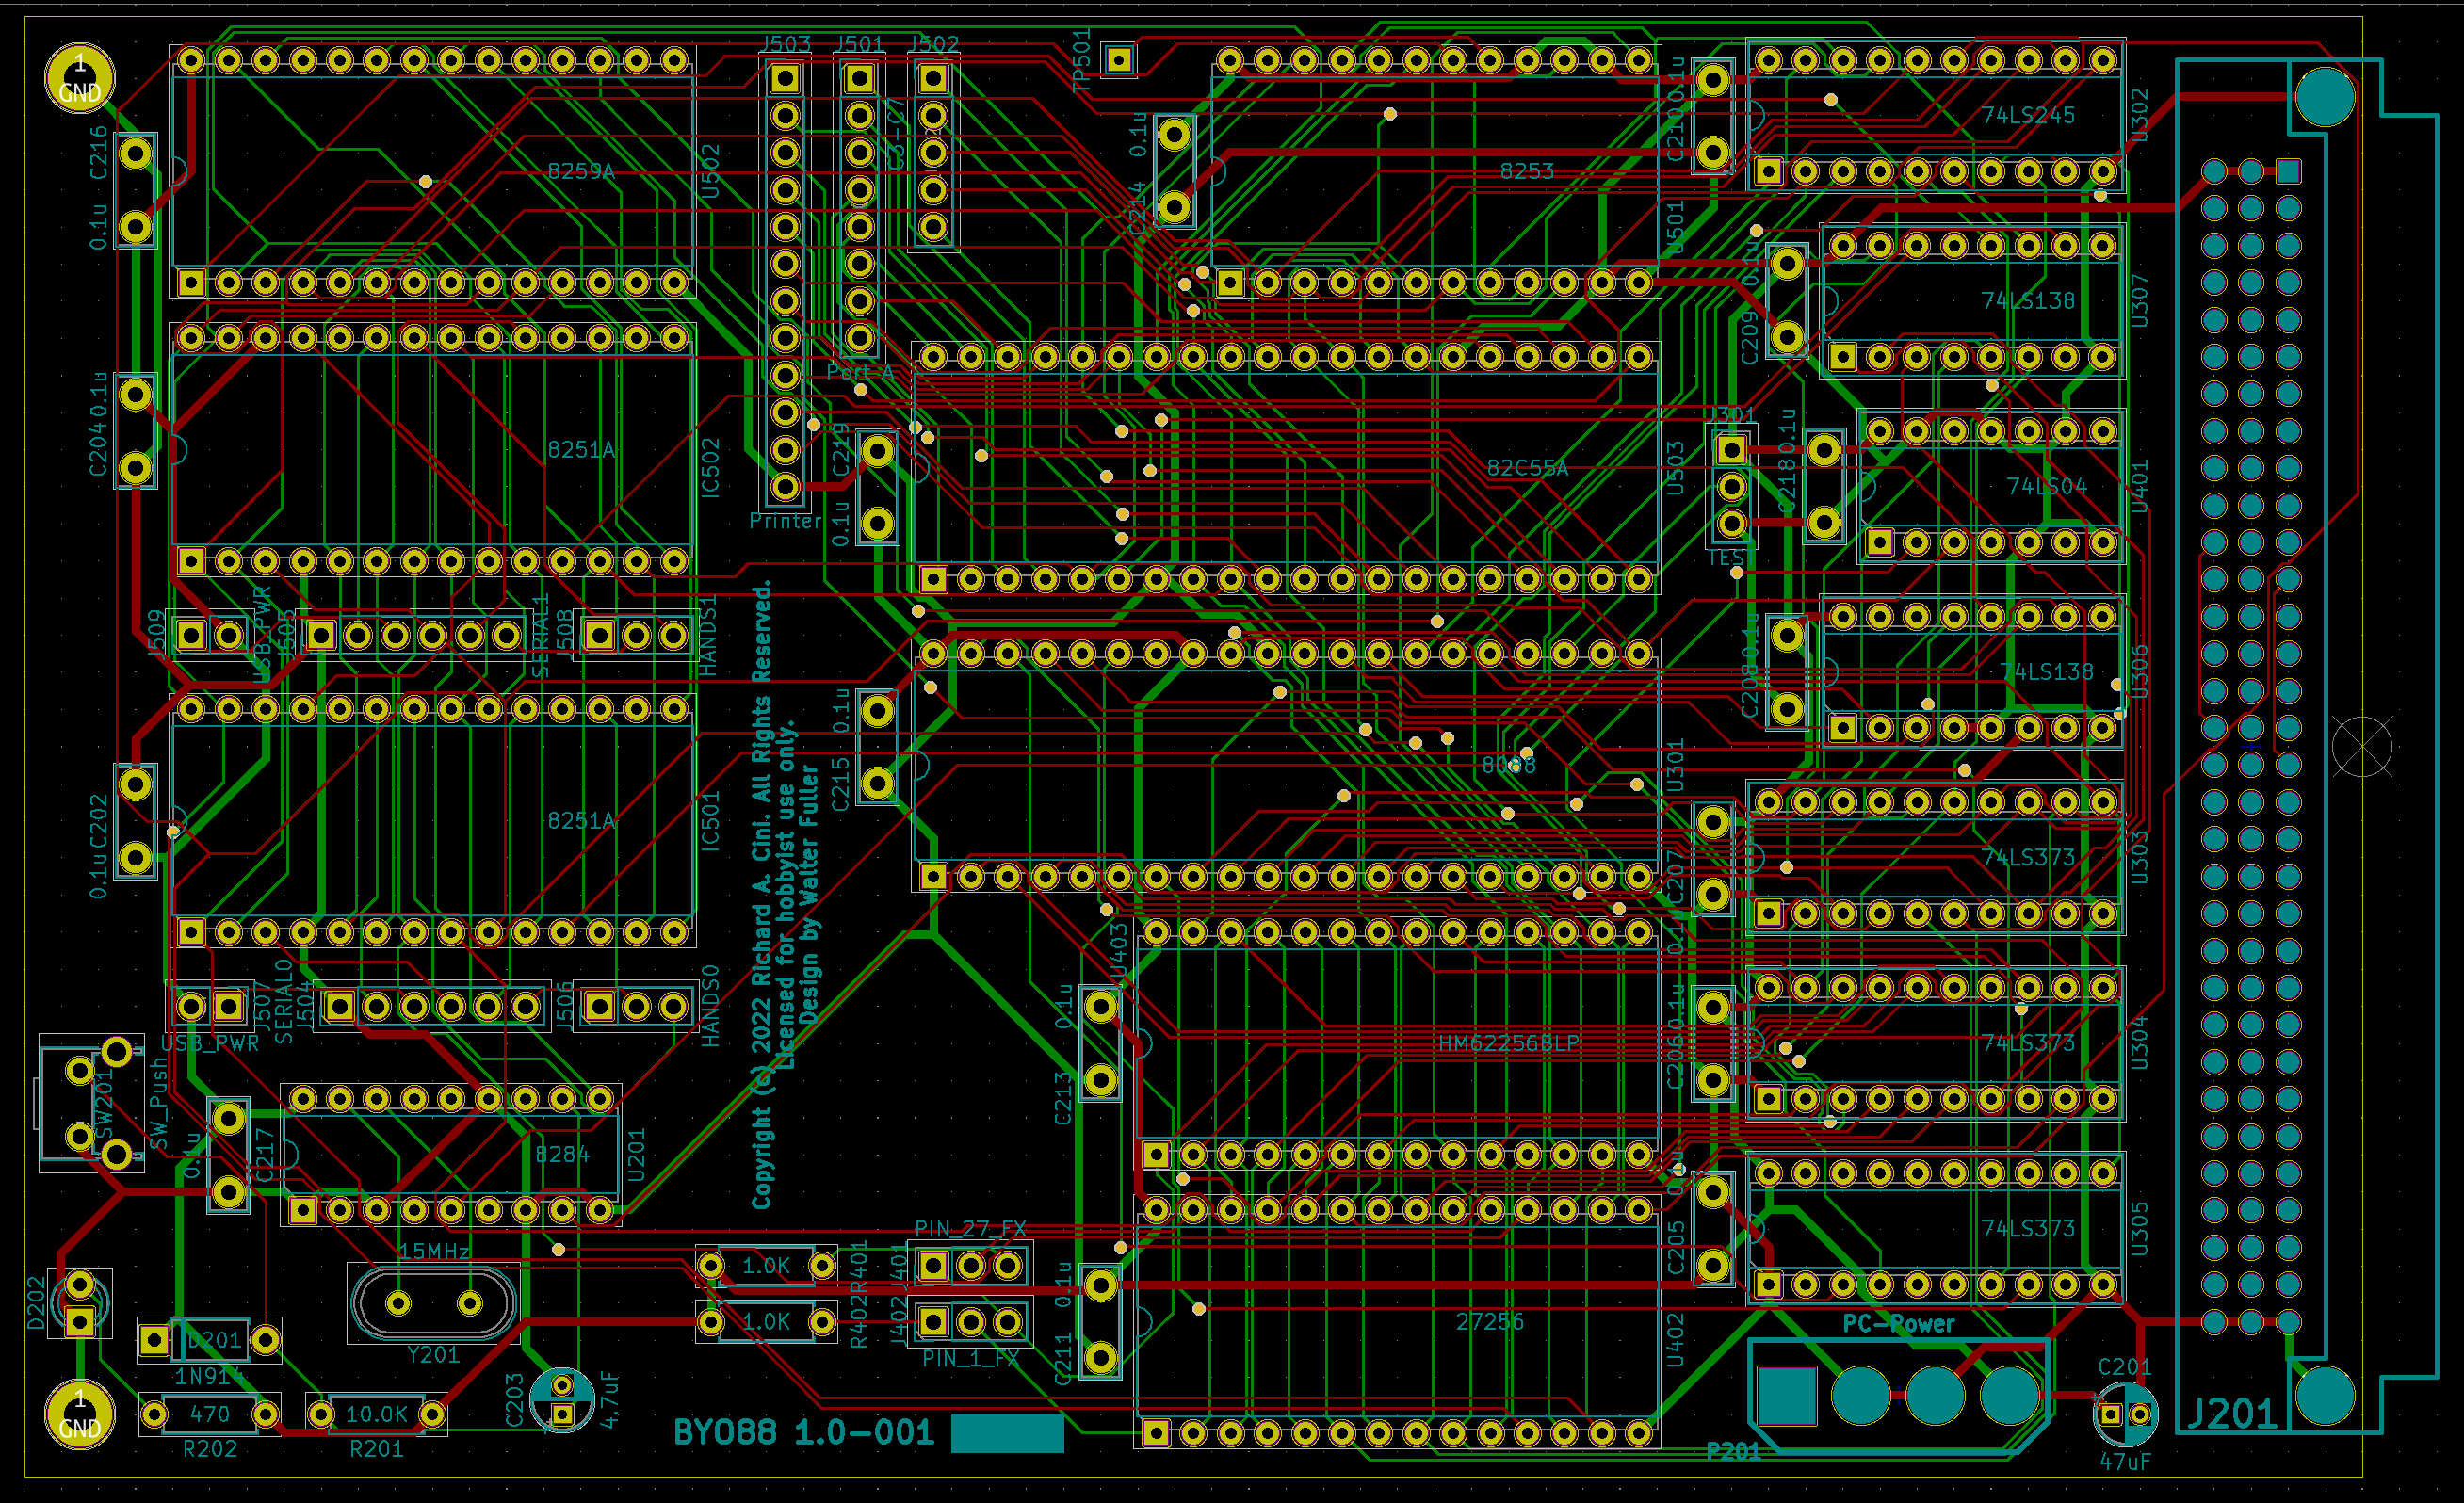 1
GND
C216
0.1u
8259A
U502
J503
J501
J502
TP501
0.1u
C214
8253
U501
0.1u
C210
74LS245
U302
74LS138
U307
0.1u
C209
0.1u
C204
8251A
IC502
Port A
Printer
C219
0.1u
82C55A
U503
J301
TEST
0.1u
C218
74LS04
U401
J509
USB_PWR
J505
SERIAL1
J508
HANDS1
0.1u
C208
74LS138
U306
C202
0.1u
8251A
IC501
0.1u
C215
8088
U301
C207
0.1u
74LS373
U303
Copyright (c) 2022 Richard A. Cini. All Rights Reserved.
Licensed for hobbyist use only.
Design by Walter Fuller
USB_PWR
J507
SERIAL0
J504
J506
HANDS0
U403
0.1u
C213
HM62256BLP
0.1u
C206
74LS373
U304
SW201
SW_Push
0.1u
C217
8284
U201
0.1u
C205
74LS373
U305
D202
D201
1N914
15MHz
Y201
1.0K
R401
1.0K
R402
PIN_27_FX
J401
J402
PIN_1_FX
0.1u
C211
27256
U402
PC-Power
P201
C201
47uF
J201
1
GND
470
R202
10.0K
R201
C203
4.7uF
BYO88 1.0-001